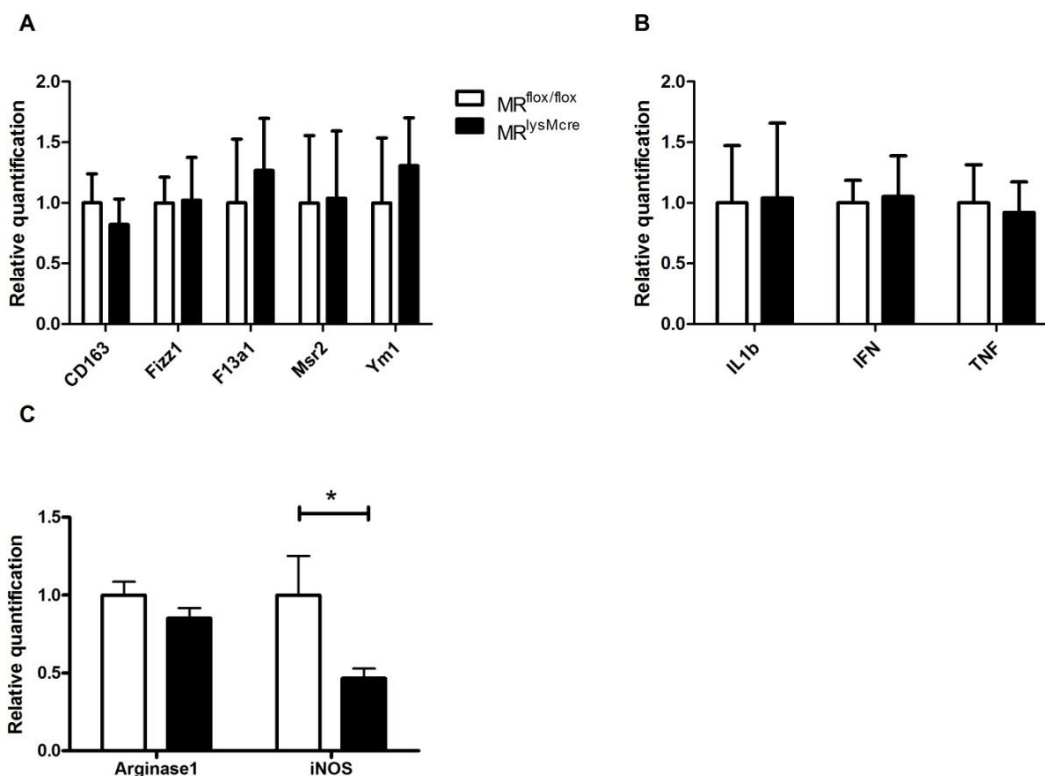 A
Relative quantification
2.0
1.5
1.0
0.5
0.0
CD163
Fizz1
F13a1
Msr2
Ym1
MRflox/flox
MRlysMcre
B
Relative quantification
2.0
1.5
1.0
0.5
0.0
IL1b
IFN
TNF
C
Relative quantification
1.5
1.0
0.5
0.0
*
Arginase1
iNOS